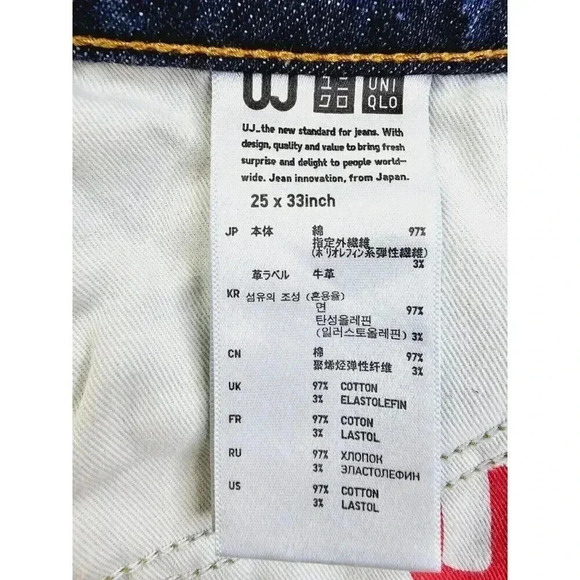 UJ ユニクロ UNIQLO
UJ_the new standard for jeans. With
design, quality and value to bring fresh
surprise and delight to people world-
wide. Jean innovation, from Japan.
25 x 33inch
JP 本体 綿 97%
指定外繊維
(ポリオレフィン系弾性繊維)
3%
革ラベル 牛革
KR 섬유의 조성 (혼용율)
면 97%
탄성올레핀
(일러스토올레핀) 3%
CN 棉 97%
聚烯烃弹性纤维 3%
UK 97% COTTON
3% ELASTOLEFIN
FR 97% COTON
3% LASTOL
RU 97% ХЛОПОК
3% ЭЛАСТОЛЕФИН
US 97% COTTON
3% LASTOL